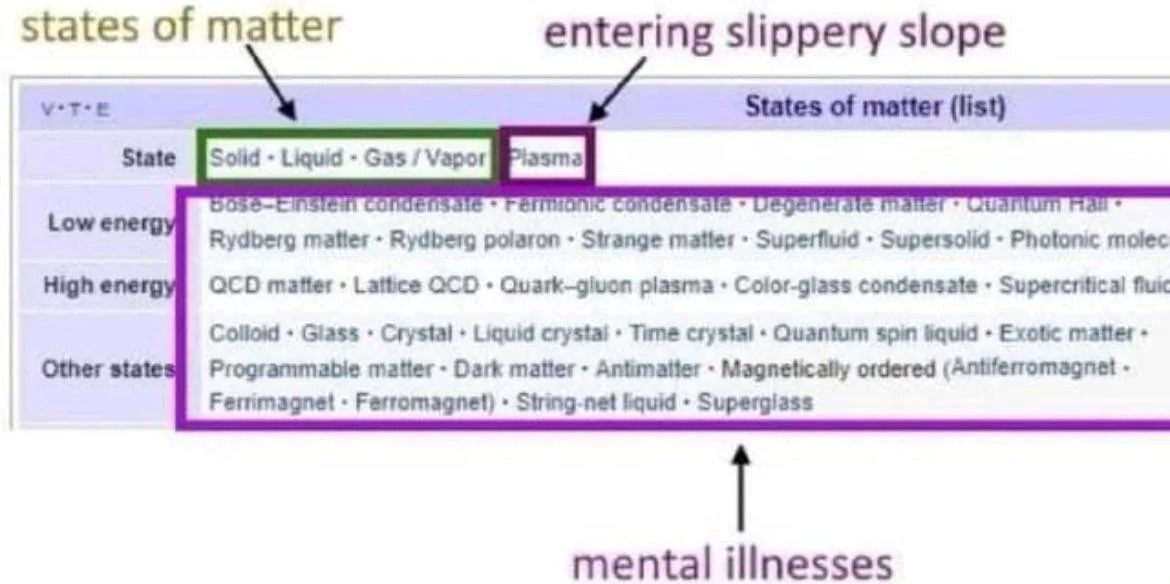 states of matter
entering slippery slope
V・T・E
States of matter (list)
State
Solid • Liquid • Gas / Vapor
Plasma
Low energy
Bose–Einstein condensate • Fermionic condensate • Degenerate matter • Quantum Hall •
Rydberg matter • Rydberg polaron • Strange matter • Superfluid • Supersolid • Photonic molec
High energy
QCD matter • Lattice QCD • Quark–gluon plasma • Color-glass condensate • Supercritical fluid
Other states
Colloid • Glass • Crystal • Liquid crystal • Time crystal • Quantum spin liquid • Exotic matter •
Programmable matter • Dark matter • Antimatter • Magnetically ordered (Antiferromagnet •
Ferrimagnet • Ferromagnet) • String-net liquid • Superglass
mental illnesses